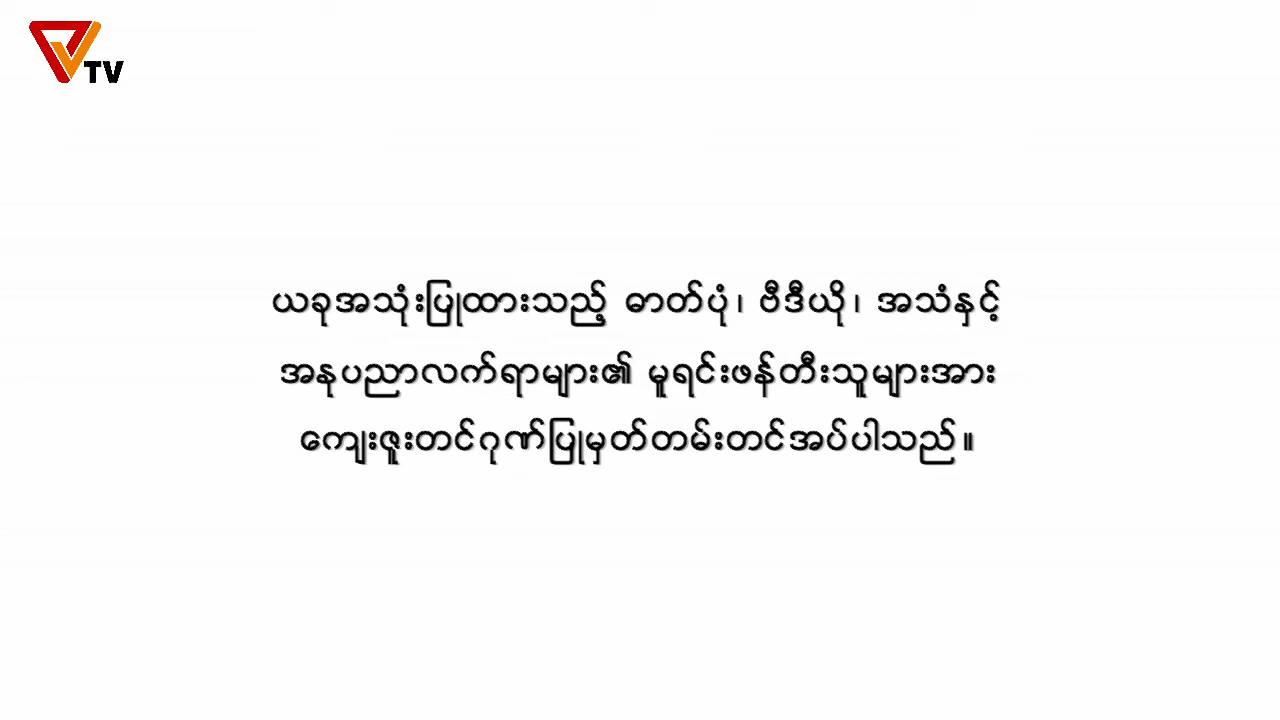 TV
ယခုအသုံးပြုထားသည့် ဓာတ်ပုံ၊ ဗီဒီယို၊ အသံနှင့်
အနုပညာလက်ရာများ၏ မူရင်းဖန်တီးသူများအား
ကျေးဇူးတင်ဂုဏ်ပြုမှတ်တမ်းတင်အပ်ပါသည်။